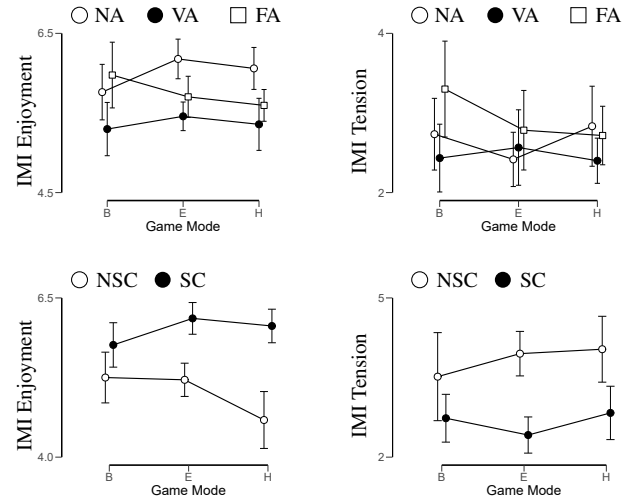 NA VA FA
6.5
IMI Enjoyment
4.5
B E H
Game Mode
NA VA FA
4
IMI Tension
2
B E H
Game Mode
NSC SC
6.5
IMI Enjoyment
4.0
B E H
Game Mode
NSC SC
5
IMI Tension
2
B E H
Game Mode